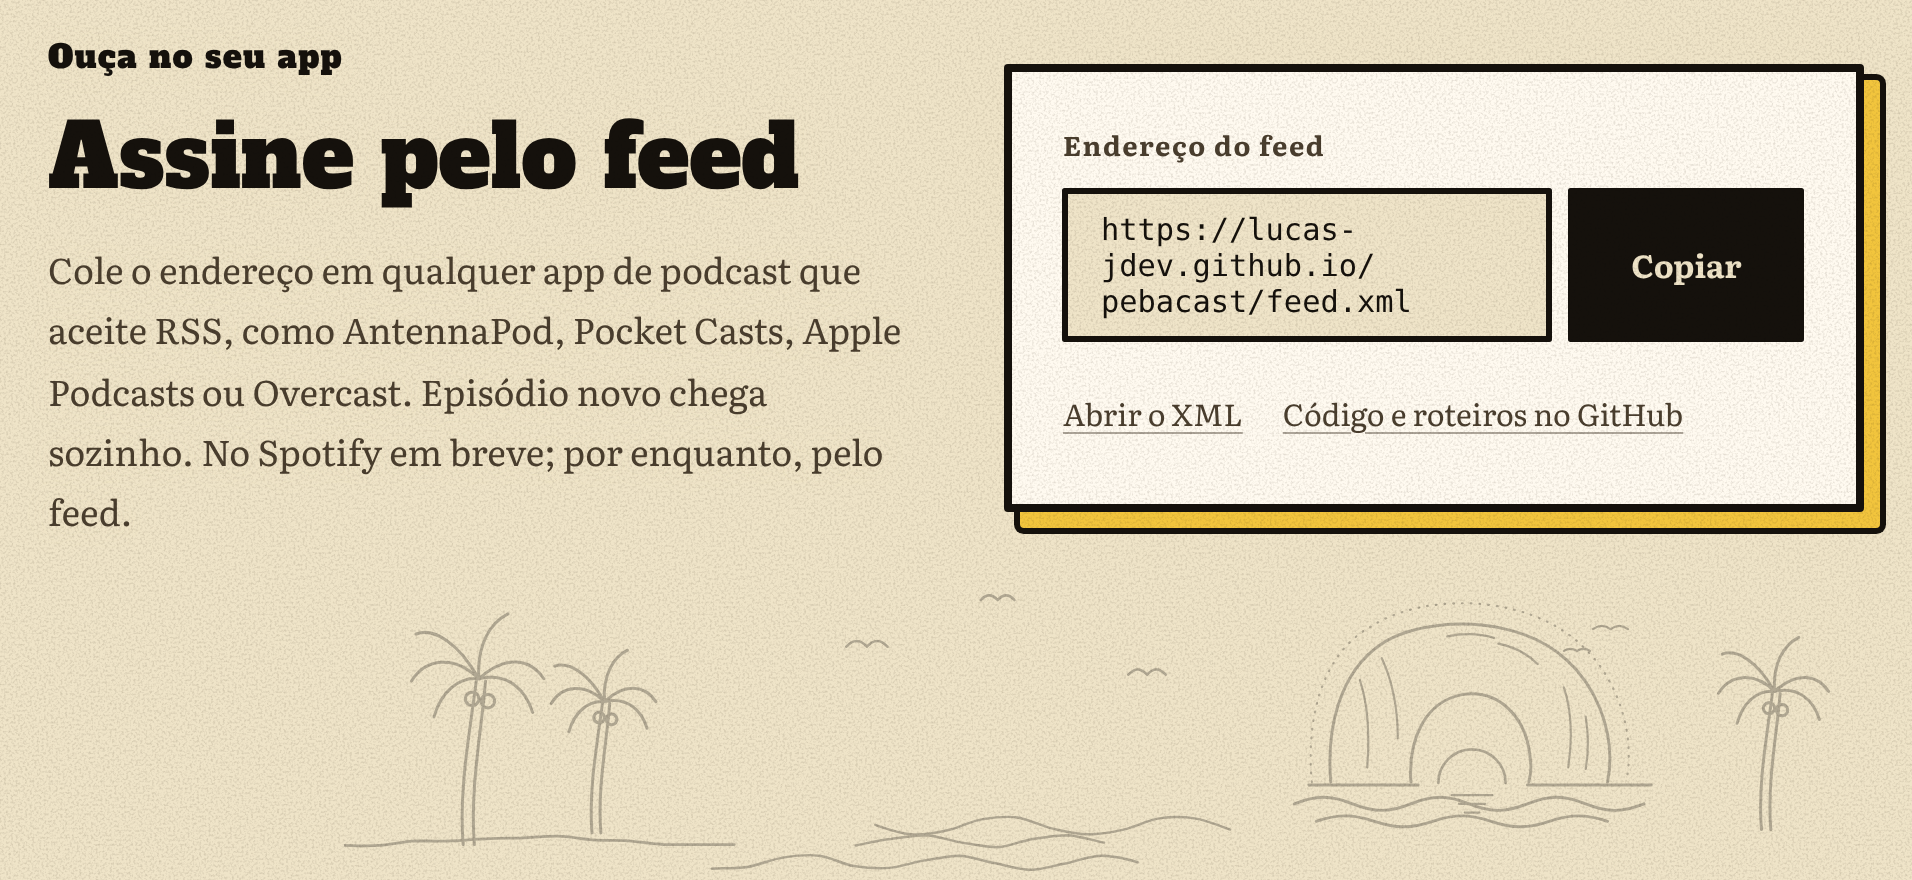 Ouça no seu app
Assine pelo feed
Cole o endereço em qualquer app de podcast que
aceite RSS, como AntennaPod, Pocket Casts, Apple
Podcasts ou Overcast. Episódio novo chega
sozinho. No Spotify em breve; por enquanto, pelo
feed.
Endereço do feed
https://lucas-
jdev.github.io/
pebacast/feed.xml
Copiar
Abrir o XML
Código e roteiros no GitHub